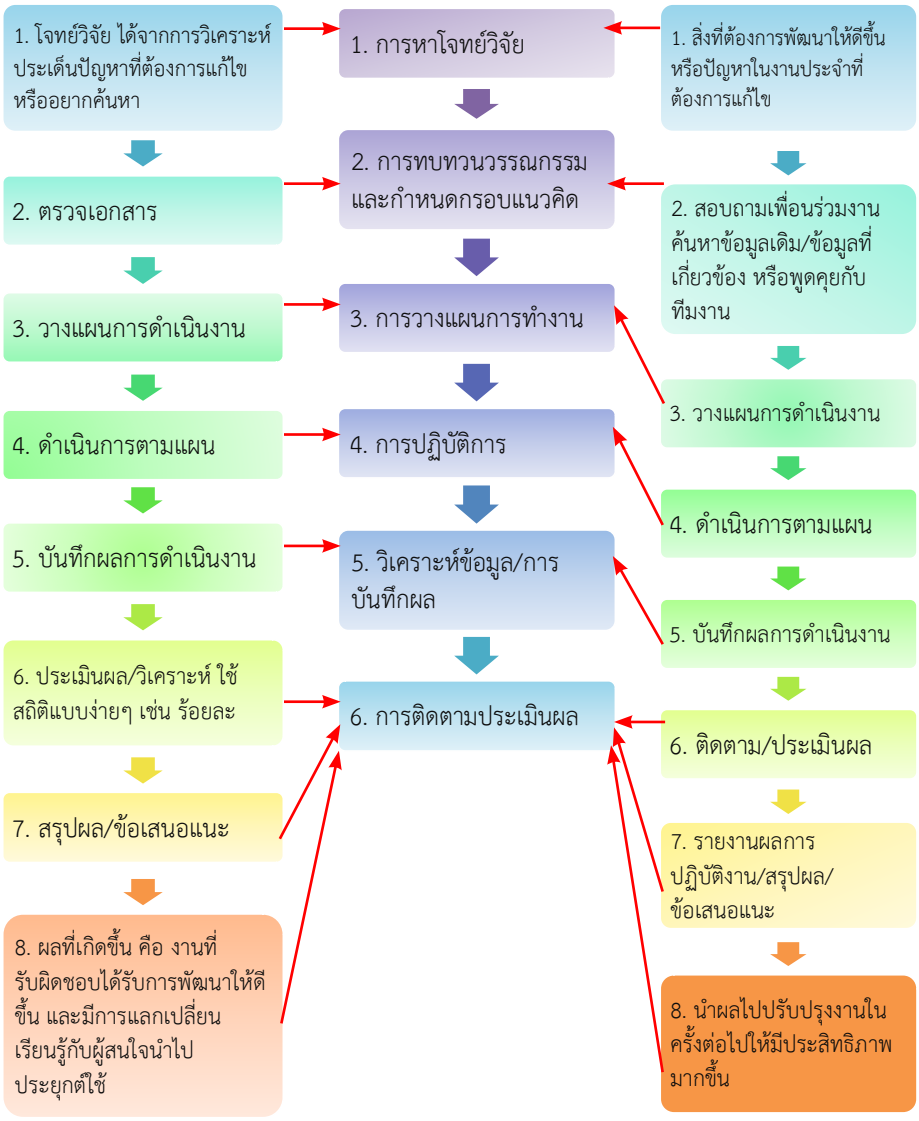 1. โจทย์วิจัย ได้จากการวิเคราะห์
ประเด็นปัญหาที่ต้องการแก้ไข
หรืออยากค้นหา
2. ตรวจเอกสาร
3. วางแผนการดำเนินงาน
4. ดำเนินการตามแผน
5. บันทึกผลการดำเนินงาน
6. ประเมินผล/วิเคราะห์ ใช้
สถิติแบบง่ายๆ เช่น ร้อยละ
7. สรุปผล/ข้อเสนอแนะ
8. ผลที่เกิดขึ้น คือ งานที่
รับผิดชอบได้รับการพัฒนาให้ดี
ขึ้น และมีการแลกเปลี่ยน
เรียนรู้กับผู้สนใจนำไป
ประยุกต์ใช้
1. การหาโจทย์วิจัย
2. การทบทวนวรรณกรรม
และกำหนดกรอบแนวคิด
3. การวางแผนการทำงาน
4. การปฏิบัติการ
5. วิเคราะห์ข้อมูล/การ
บันทึกผล
6. การติดตามประเมินผล
1. สิ่งที่ต้องการพัฒนาให้ดีขึ้น
หรือปัญหาในงานประจำที่
ต้องการแก้ไข
2. สอบถามเพื่อนร่วมงาน
ค้นหาข้อมูลเดิม/ข้อมูลที่
เกี่ยวข้อง หรือพูดคุยกับ
ทีมงาน
3. วางแผนการดำเนินงาน
4. ดำเนินการตามแผน
5. บันทึกผลการดำเนินงาน
6. ติดตาม/ประเมินผล
7. รายงานผลการ
ปฏิบัติงาน/สรุปผล/
ข้อเสนอแนะ
8. นำผลไปปรับปรุงงานใน
ครั้งต่อไปให้มีประสิทธิภาพ
มากขึ้น